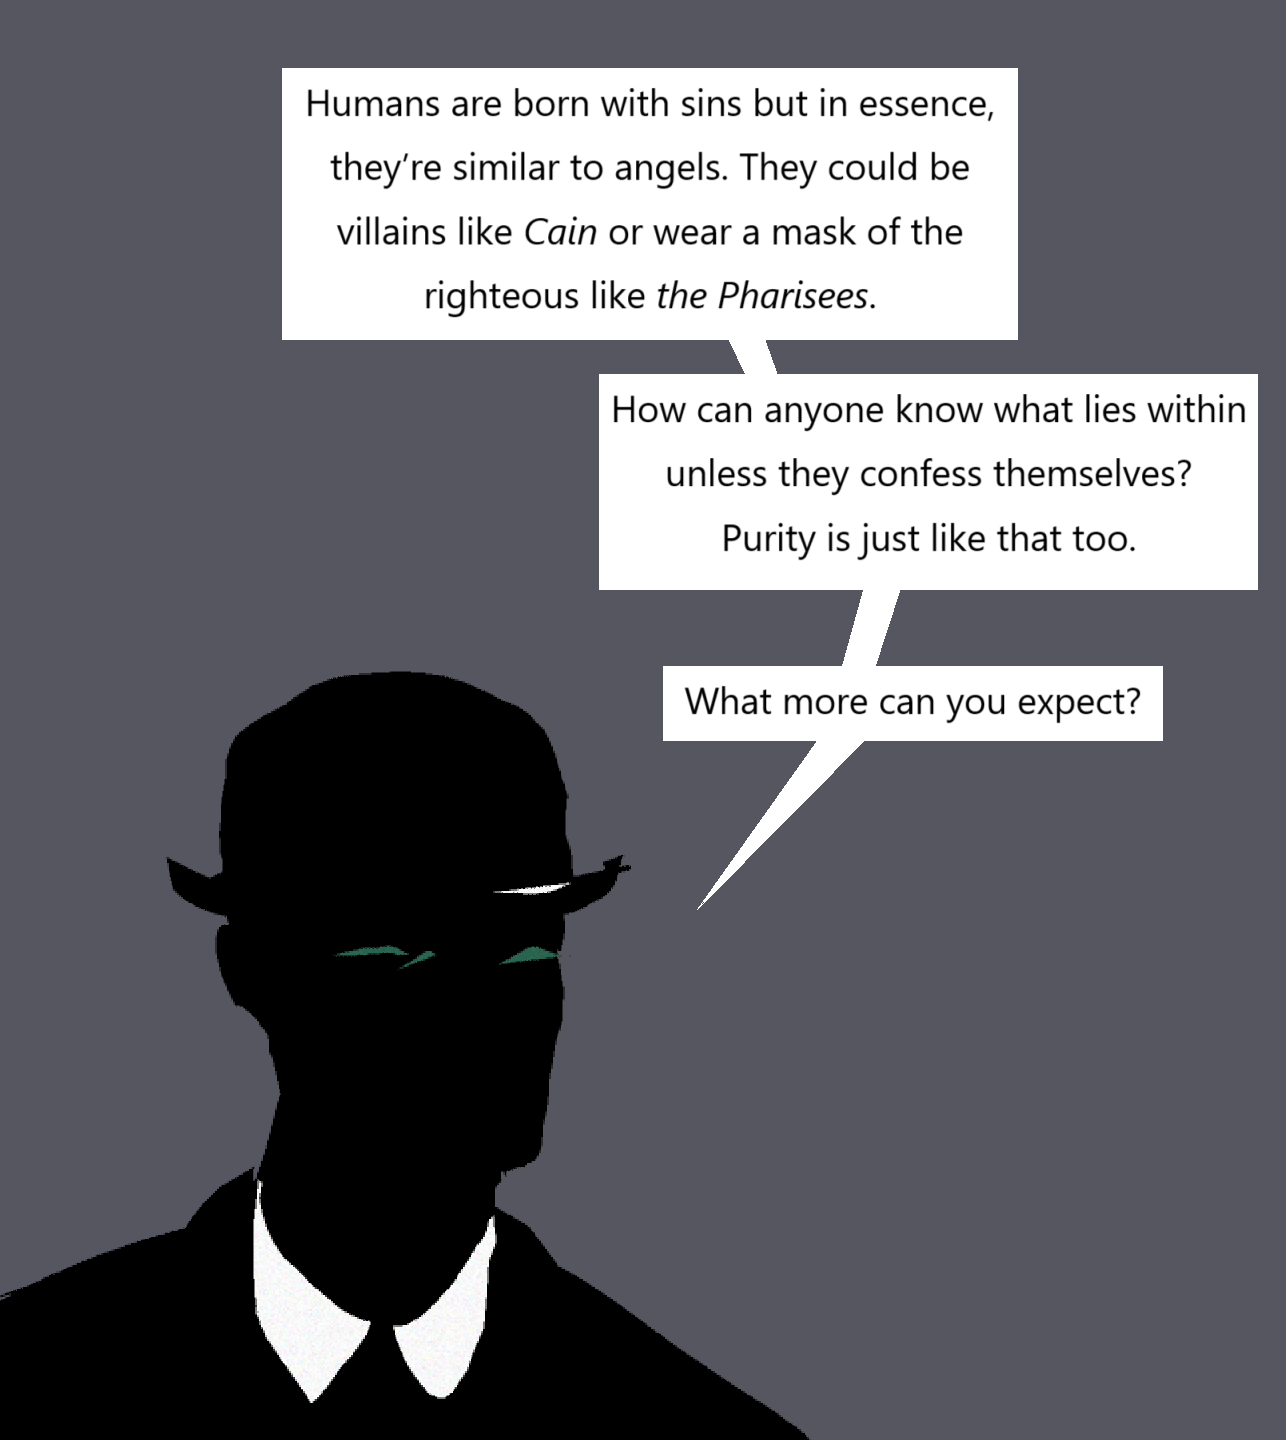 Humans are born with sins but in essence,
they’re similar to angels. They could be
villains like Cain or wear a mask of the
righteous like the Pharisees.
How can anyone know what lies within
unless they confess themselves?
Purity is just like that too.
What more can you expect?